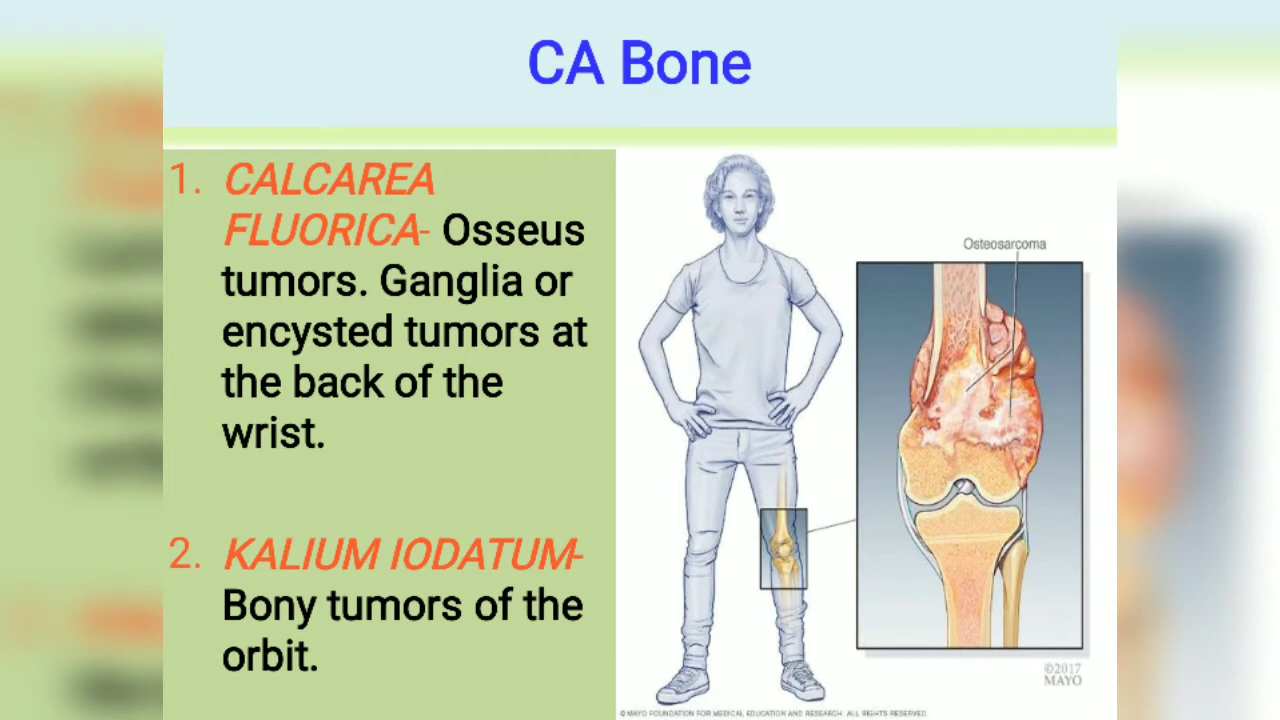 CA Bone
1. CALCAREA
FLUORICA- Osseus
tumors. Ganglia or
encysted tumors at
the back of the
wrist.
2. KALIUM IODATUM-
Bony tumors of the
orbit.
Osteosarcoma
©2017
MAYO
© MAYO FOUNDATION FOR MEDICAL EDUCATION AND RESEARCH. ALL RIGHTS RESERVED.